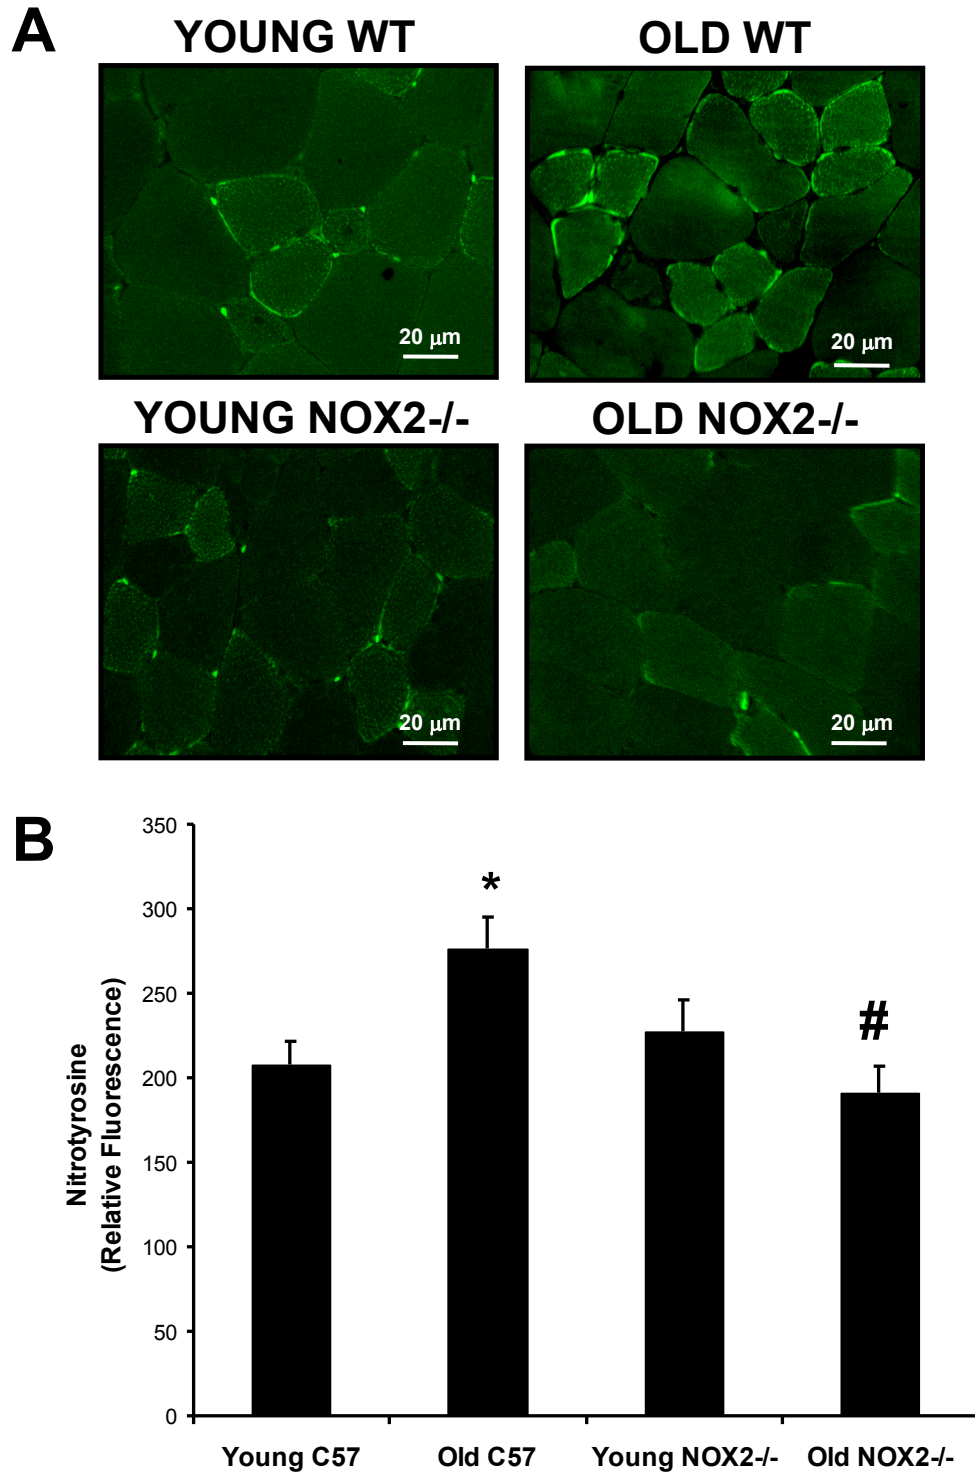 A
YOUNG WT
OLD WT
20 μm
20 μm
YOUNG NOX2-/-
OLD NOX2-/-
20 μm
20 μm
B
350
300
250
200
150
100
50
0
Nitrotyrosine
(Relative Fluorescence)
*
#
Young C57
Old C57
Young NOX2-/-
Old NOX2-/-